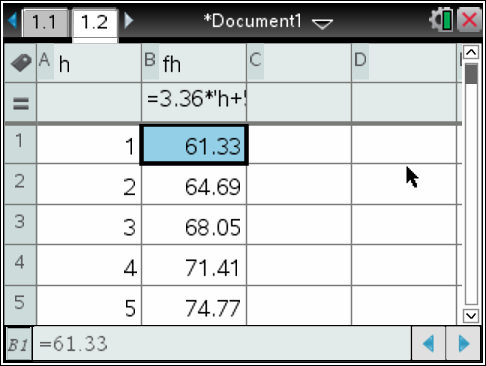 1.1 1.2 *Document1
A h B fh C D
= =3.36*'h+
1 1 61.33
2 2 64.69
3 3 68.05
4 4 71.41
5 5 74.77
B1 =61.33